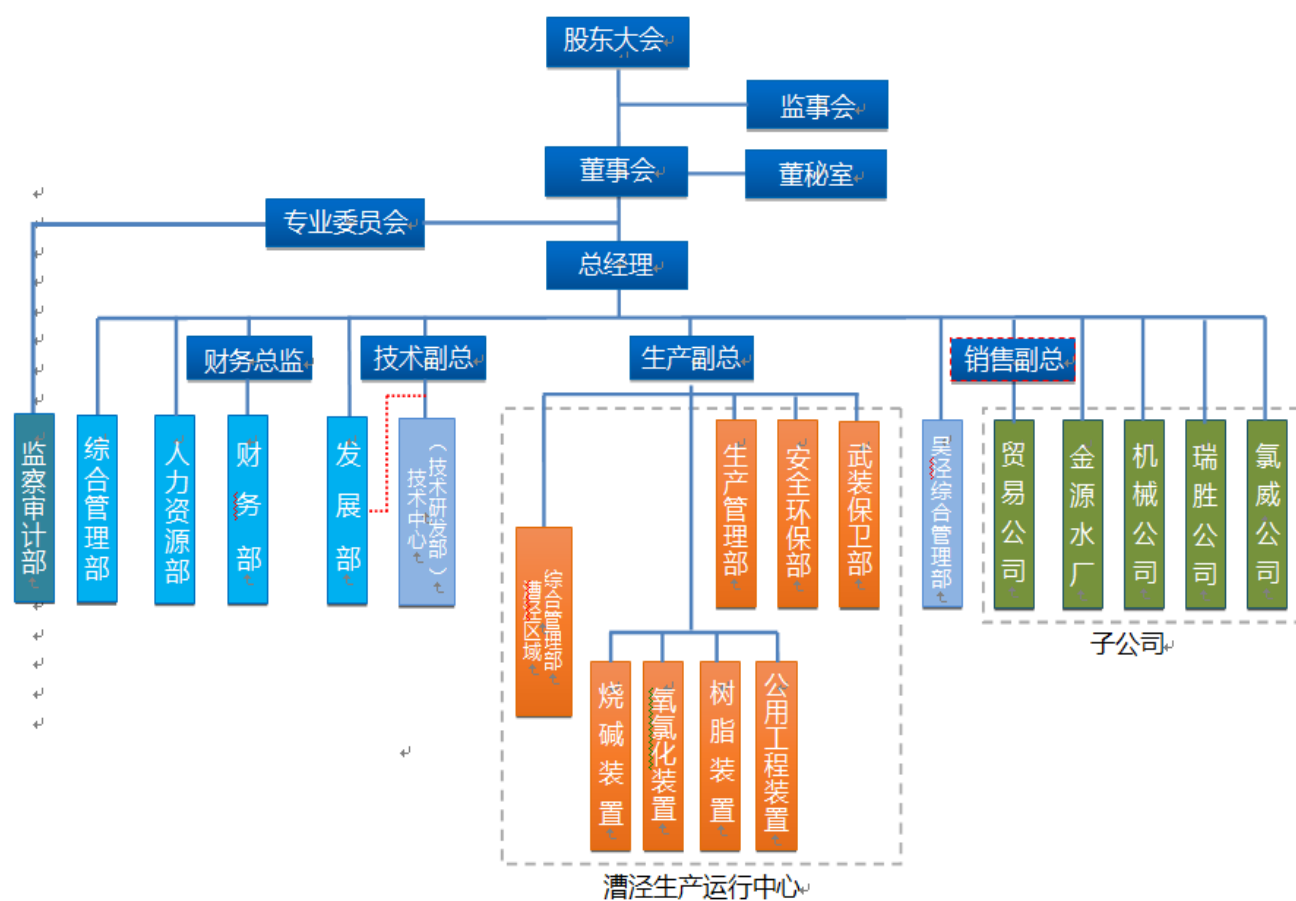 股东大会
监事会
董事会
董秘室
专业委员会
总经理
财务总监
技术副总
生产副总
销售副总
监察审计部
综合管理部
人力资源部
财务部
发展部
技术中心
（技术研发部）
漕泾区域
综合管理部
生产管理部
安全环保部
武装保卫部
吴泾综合管理部
贸易公司
金源水厂
机械公司
瑞胜公司
氯威公司
子公司
烧碱装置
氧氯化装置
树脂装置
公用工程装置
漕泾生产运行中心